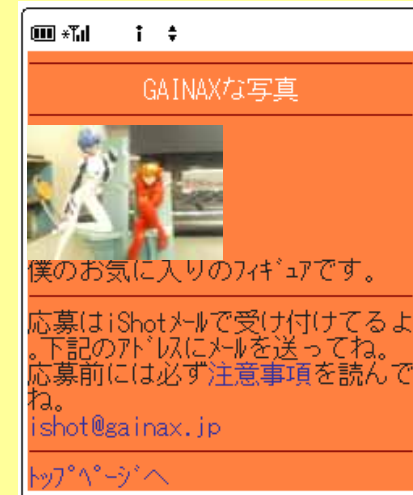 GAINAXな写真
僕のお気に入りのﾌｨｷﾞｭｱです。
応募はiShotﾒｰﾙで受け付けてるよ
。下記のｱﾄﾞﾚｽにﾒｰﾙを送ってね。
応募前には必ず注意事項を読んで
ね。
ishot@gainax.jp
ﾄｯﾌﾟﾍﾟｰｼﾞへ